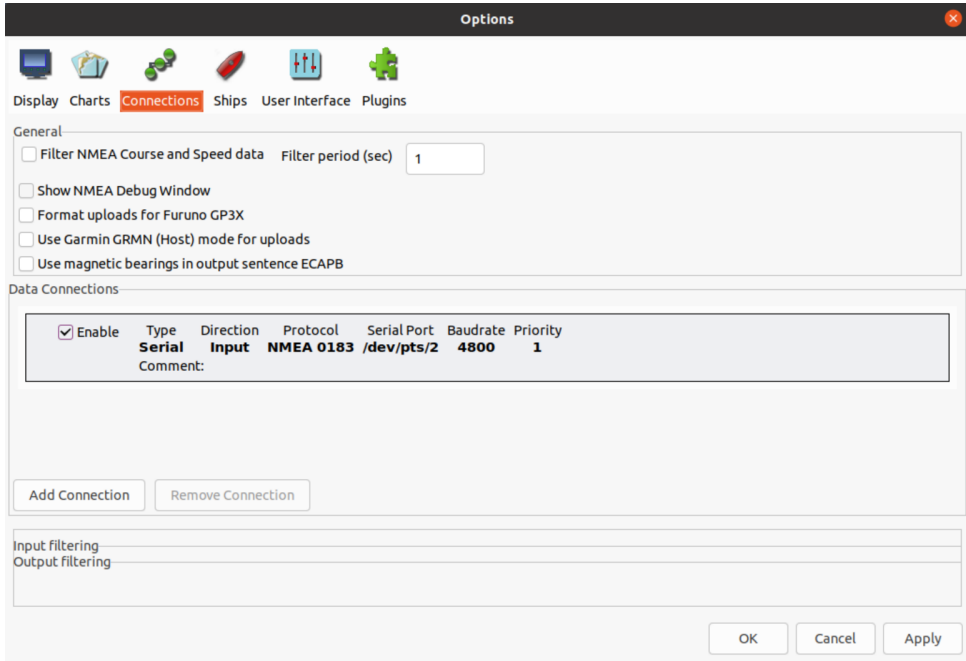 Options
Display Charts Connections Ships User Interface Plugins
General
Filter NMEA Course and Speed data Filter period (sec) 1
Show NMEA Debug Window
Format uploads for Furuno GP3X
Use Garmin GRMN (Host) mode for uploads
Use magnetic bearings in output sentence ECAPB
Data Connections
Enable Type Direction Protocol Serial Port Baudrate Priority
Serial Input NMEA 0183 /dev/pts/2 4800 1
Comment:
Add Connection Remove Connection
Input filtering
Output filtering
OK Cancel Apply